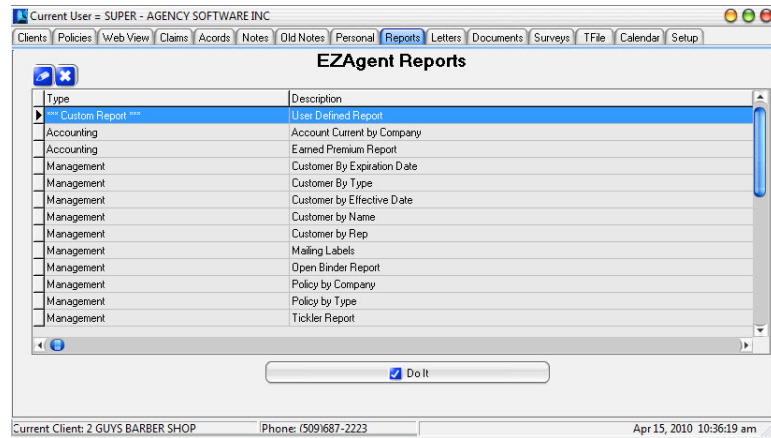 Current User = SUPER - AGENCY SOFTWARE INC
Clients Policies Web View Claims Acords Notes Old Notes Personal Reports Letters Documents Surveys TFile Calendar Setup
EZAgent Reports
Type Description
*** Custom Report *** User Defined Report
Accounting Account Current by Company
Accounting Earned Premium Report
Management Customer By Expiration Date
Management Customer By Type
Management Customer by Effective Date
Management Customer by Name
Management Customer by Rep
Management Mailing Labels
Management Open Binder Report
Management Policy by Company
Management Policy by Type
Management Tickler Report
Do It
Current Client: 2 GUYS BARBER SHOP Phone: (509)687-2223 Apr 15, 2010 10:36:19 am